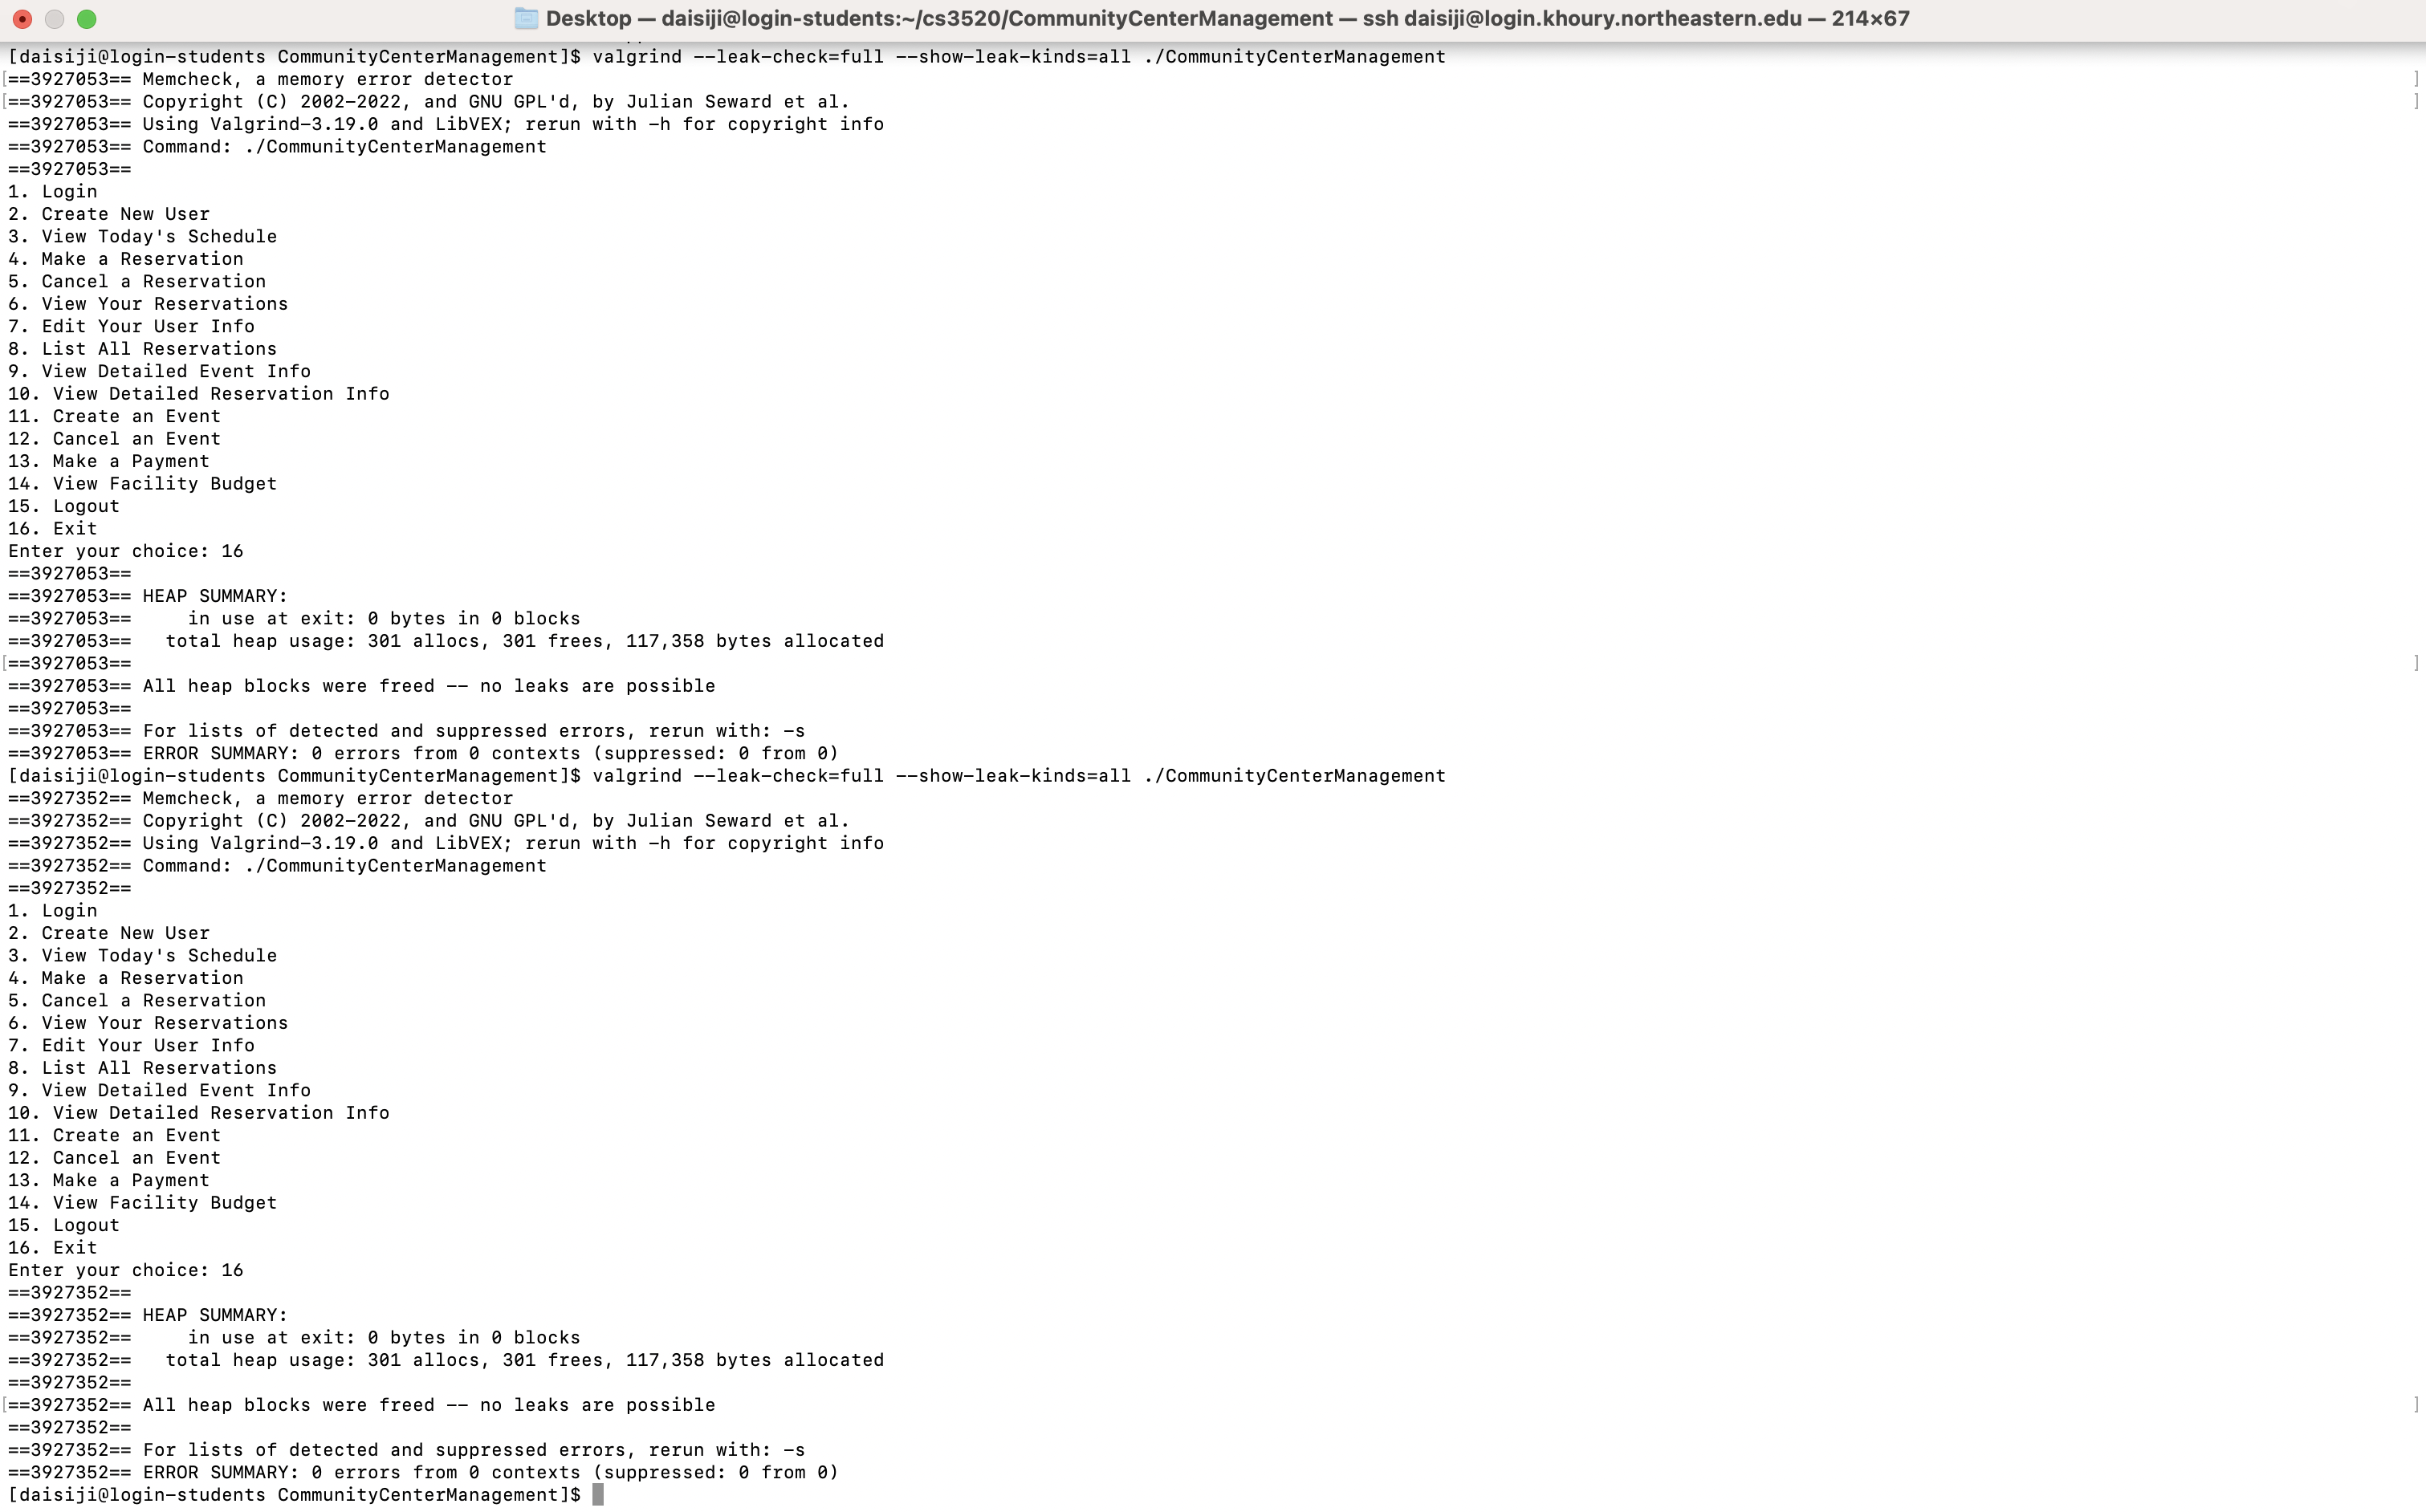 Desktop — daisiji@login-students:~/cs3520/CommunityCenterManagement — ssh daisiji@login.khoury.northeastern.edu — 214×67
[daisiji@login-students CommunityCenterManagement]$ valgrind --leak-check=full --show-leak-kinds=all ./CommunityCenterManagement
[==3927053== Memcheck, a memory error detector ]
[==3927053== Copyright (C) 2002-2022, and GNU GPL'd, by Julian Seward et al. ]
==3927053== Using Valgrind-3.19.0 and LibVEX; rerun with -h for copyright info
==3927053== Command: ./CommunityCenterManagement
==3927053==
1. Login
2. Create New User
3. View Today's Schedule
4. Make a Reservation
5. Cancel a Reservation
6. View Your Reservations
7. Edit Your User Info
8. List All Reservations
9. View Detailed Event Info
10. View Detailed Reservation Info
11. Create an Event
12. Cancel an Event
13. Make a Payment
14. View Facility Budget
15. Logout
16. Exit
Enter your choice: 16
==3927053==
==3927053== HEAP SUMMARY:
==3927053==     in use at exit: 0 bytes in 0 blocks
==3927053==   total heap usage: 301 allocs, 301 frees, 117,358 bytes allocated
[==3927053== ]
==3927053== All heap blocks were freed -- no leaks are possible
==3927053==
==3927053== For lists of detected and suppressed errors, rerun with: -s
==3927053== ERROR SUMMARY: 0 errors from 0 contexts (suppressed: 0 from 0)
[daisiji@login-students CommunityCenterManagement]$ valgrind --leak-check=full --show-leak-kinds=all ./CommunityCenterManagement
==3927352== Memcheck, a memory error detector
==3927352== Copyright (C) 2002-2022, and GNU GPL'd, by Julian Seward et al.
==3927352== Using Valgrind-3.19.0 and LibVEX; rerun with -h for copyright info
==3927352== Command: ./CommunityCenterManagement
==3927352==
1. Login
2. Create New User
3. View Today's Schedule
4. Make a Reservation
5. Cancel a Reservation
6. View Your Reservations
7. Edit Your User Info
8. List All Reservations
9. View Detailed Event Info
10. View Detailed Reservation Info
11. Create an Event
12. Cancel an Event
13. Make a Payment
14. View Facility Budget
15. Logout
16. Exit
Enter your choice: 16
==3927352==
==3927352== HEAP SUMMARY:
==3927352==     in use at exit: 0 bytes in 0 blocks
==3927352==   total heap usage: 301 allocs, 301 frees, 117,358 bytes allocated
==3927352==
[==3927352== All heap blocks were freed -- no leaks are possible ]
==3927352==
==3927352== For lists of detected and suppressed errors, rerun with: -s
==3927352== ERROR SUMMARY: 0 errors from 0 contexts (suppressed: 0 from 0)
[daisiji@login-students CommunityCenterManagement]$